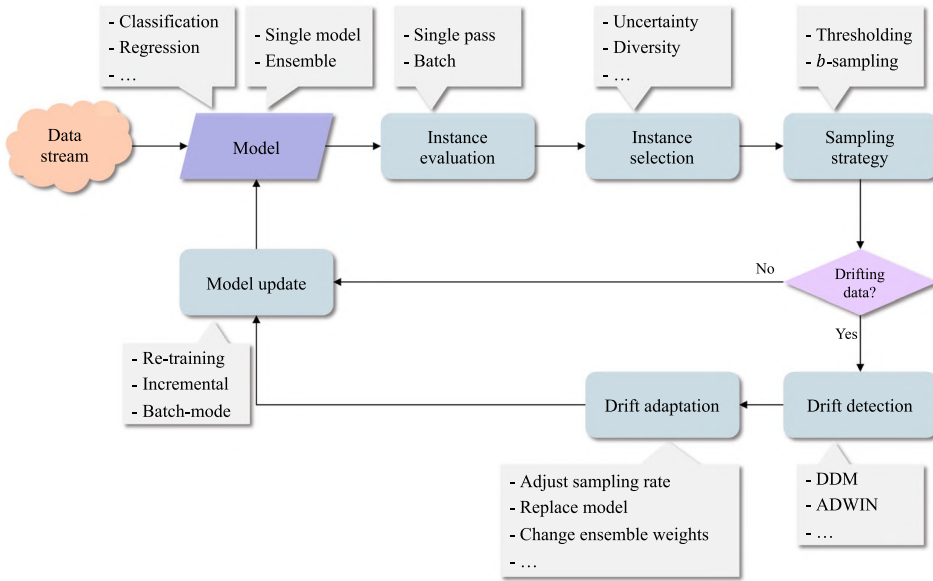 - Classification
- Regression
- …
- Single model
- Ensemble
- Single pass
- Batch
- Uncertainty
- Diversity
- …
- Thresholding
- b-sampling
Data
stream
Model
Instance
evaluation
Instance
selection
Sampling
strategy
Model update
No
Drifting
data?
Yes
- Re-training
- Incremental
- Batch-mode
Drift adaptation
Drift detection
- Adjust sampling rate
- Replace model
- Change ensemble weights
- …
- DDM
- ADWIN
- …